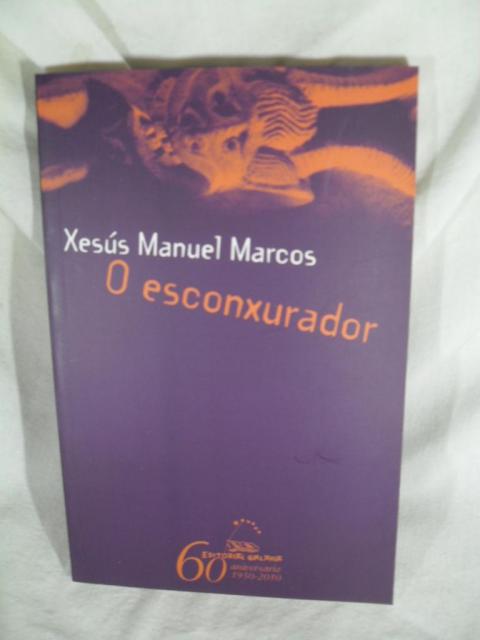 Xesús Manuel Marcos
O esconxurador
EDITORIAL GALAXIA
60 aniversario
1950-2010